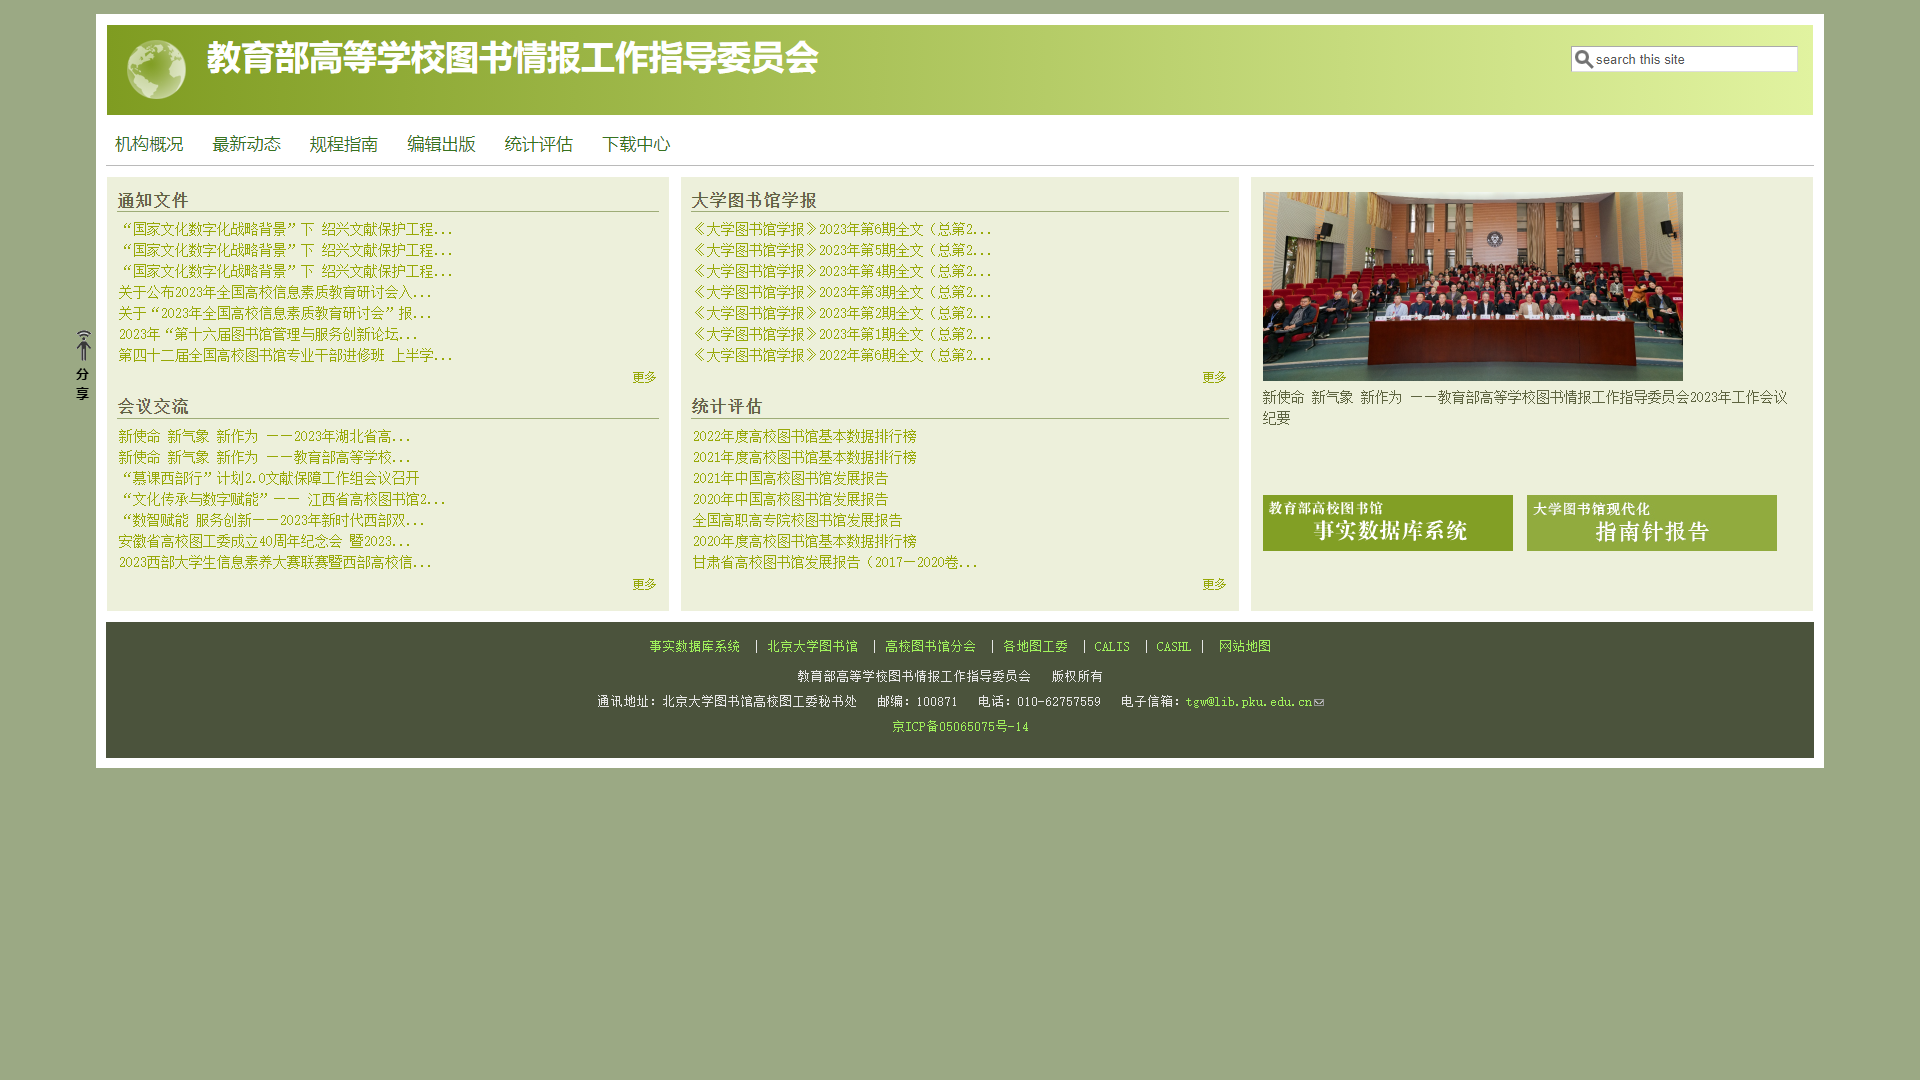 教育部高等学校图书情报工作指导委员会
search this site
机构概况 最新动态 规程指南 编辑出版 统计评估 下载中心
分
享
通知文件
“国家文化数字化战略背景”下 绍兴文献保护工程...
“国家文化数字化战略背景”下 绍兴文献保护工程...
“国家文化数字化战略背景”下 绍兴文献保护工程...
关于公布2023年全国高校信息素质教育研讨会入...
关于“2023年全国高校信息素质教育研讨会”报...
2023年“第十六届图书馆管理与服务创新论坛...
第四十二届全国高校图书馆专业干部进修班 上半学...
更多
会议交流
新使命 新气象 新作为 ——2023年湖北省高...
新使命 新气象 新作为 ——教育部高等学校...
“慕课西部行”计划2.0文献保障工作组会议召开
“文化传承与数字赋能”—— 江西省高校图书馆2...
“数智赋能 服务创新——2023年新时代西部双...
安徽省高校图工委成立40周年纪念会 暨2023...
2023西部大学生信息素养大赛联赛暨西部高校信...
更多
大学图书馆学报
《大学图书馆学报》2023年第6期全文（总第2...
《大学图书馆学报》2023年第5期全文（总第2...
《大学图书馆学报》2023年第4期全文（总第2...
《大学图书馆学报》2023年第3期全文（总第2...
《大学图书馆学报》2023年第2期全文（总第2...
《大学图书馆学报》2023年第1期全文（总第2...
《大学图书馆学报》2022年第6期全文（总第2...
更多
统计评估
2022年度高校图书馆基本数据排行榜
2021年度高校图书馆基本数据排行榜
2021年中国高校图书馆发展报告
2020年中国高校图书馆发展报告
全国高职高专院校图书馆发展报告
2020年度高校图书馆基本数据排行榜
甘肃省高校图书馆发展报告（2017—2020卷...
更多
新使命 新气象 新作为 ——教育部高等学校图书情报工作指导委员会2023年工作会议
纪要
教育部高校图书馆
事实数据库系统
大学图书馆现代化
指南针报告
事实数据库系统 | 北京大学图书馆 | 高校图书馆分会 | 各地图工委 | CALIS | CASHL | 网站地图
教育部高等学校图书情报工作指导委员会 版权所有
通讯地址：北京大学图书馆高校图工委秘书处 邮编：100871 电话：010-62757559 电子信箱：tgw@lib.pku.edu.cn
京ICP备05065075号-14